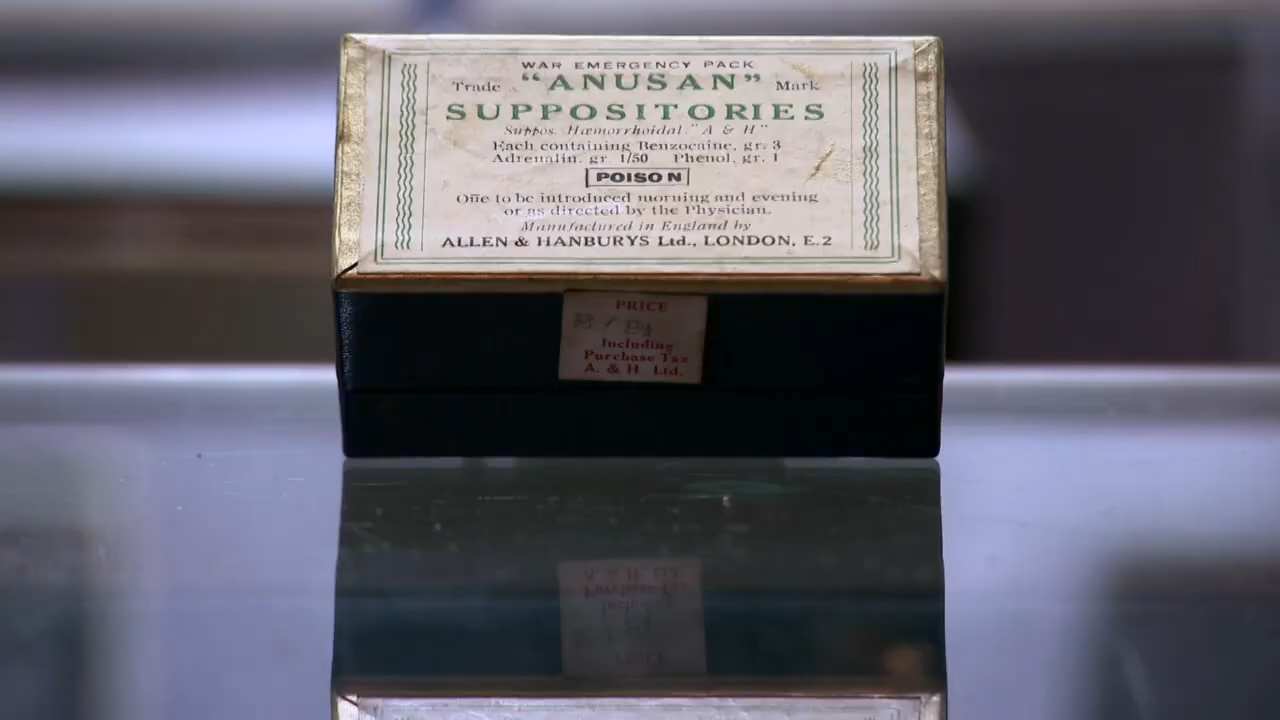 WAR EMERGENCY PACK
Trade "ANUSAN" Mark
SUPPOSITORIES
Suppos. Hæmorrhoidal "A & H"
Each containing Benzocaine, gr. 3
Adrenalin, gr 1/50 Phenol, gr. 1
POISON
One to be introduced morning and evening
or as directed by the Physician.
Manufactured in England by
ALLEN & HANBURYS Ltd., LONDON, E.2
PRICE
Including
Purchase Tax
A. & H Ltd.